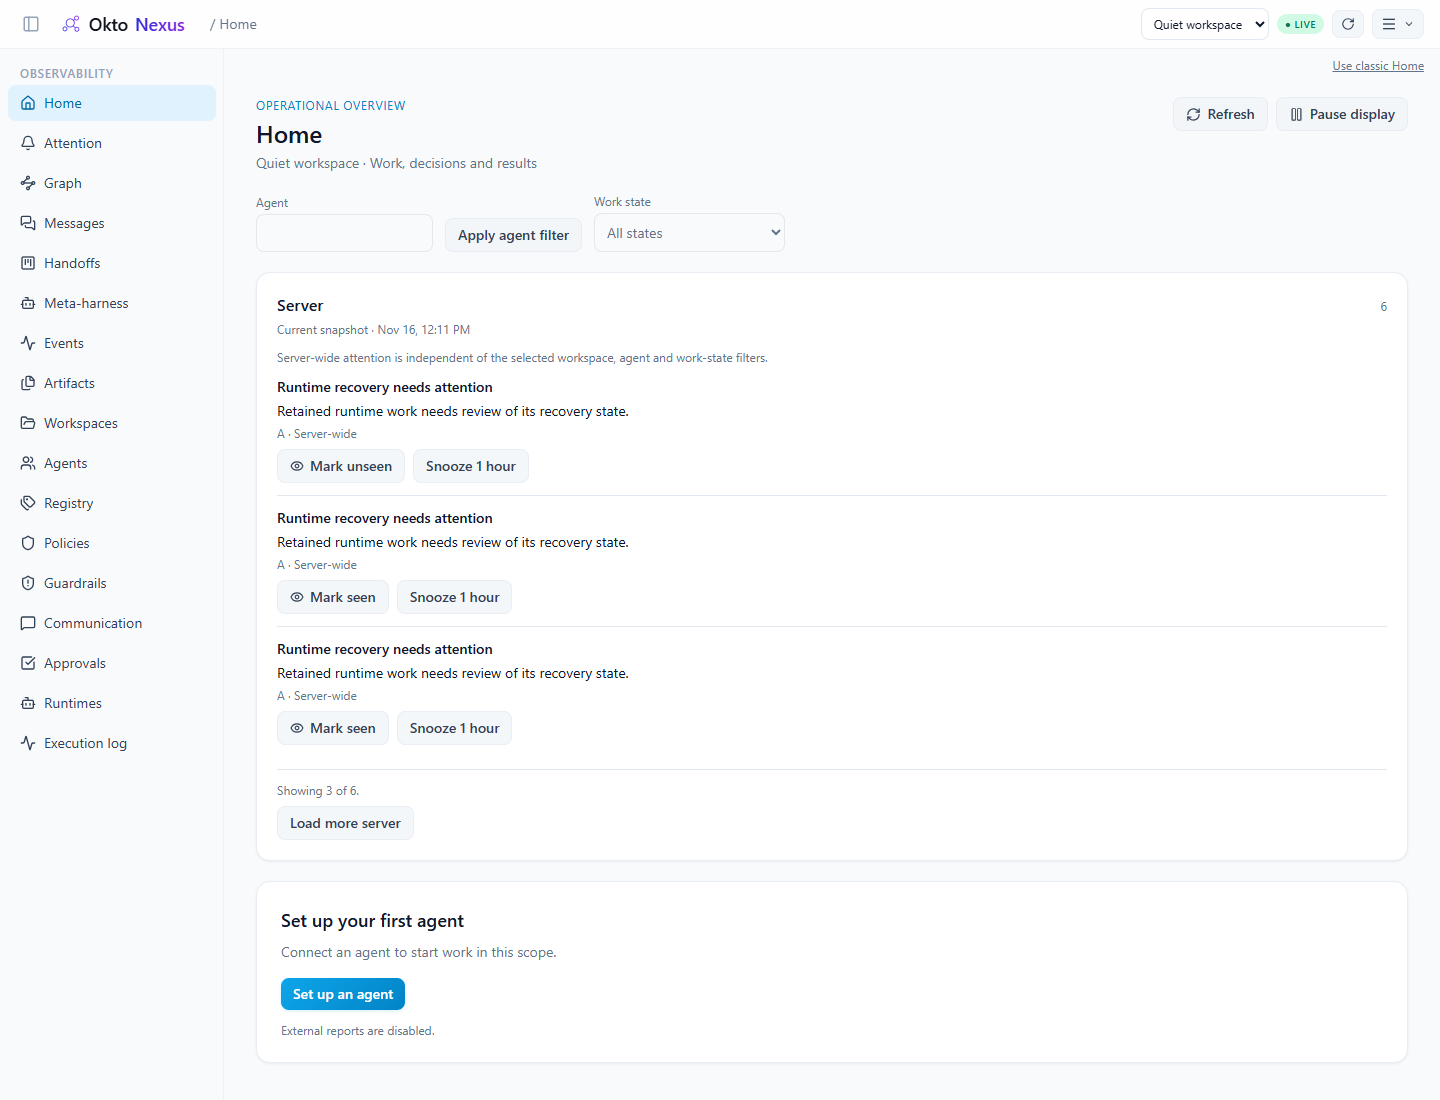 Okto Nexus
/ Home
Quiet workspace
LIVE
Use classic Home
OBSERVABILITY
Home
Attention
Graph
Messages
Handoffs
Meta-harness
Events
Artifacts
Workspaces
Agents
Registry
Policies
Guardrails
Communication
Approvals
Runtimes
Execution log
OPERATIONAL OVERVIEW
Home
Quiet workspace · Work, decisions and results
Refresh
Pause display
Agent
Apply agent filter
Work state
All states
Server
6
Current snapshot · Nov 16, 12:11 PM
Server-wide attention is independent of the selected workspace, agent and work-state filters.
Runtime recovery needs attention
Retained runtime work needs review of its recovery state.
A · Server-wide
Mark unseen
Snooze 1 hour
Runtime recovery needs attention
Retained runtime work needs review of its recovery state.
A · Server-wide
Mark seen
Snooze 1 hour
Runtime recovery needs attention
Retained runtime work needs review of its recovery state.
A · Server-wide
Mark seen
Snooze 1 hour
Showing 3 of 6.
Load more server
Set up your first agent
Connect an agent to start work in this scope.
Set up an agent
External reports are disabled.